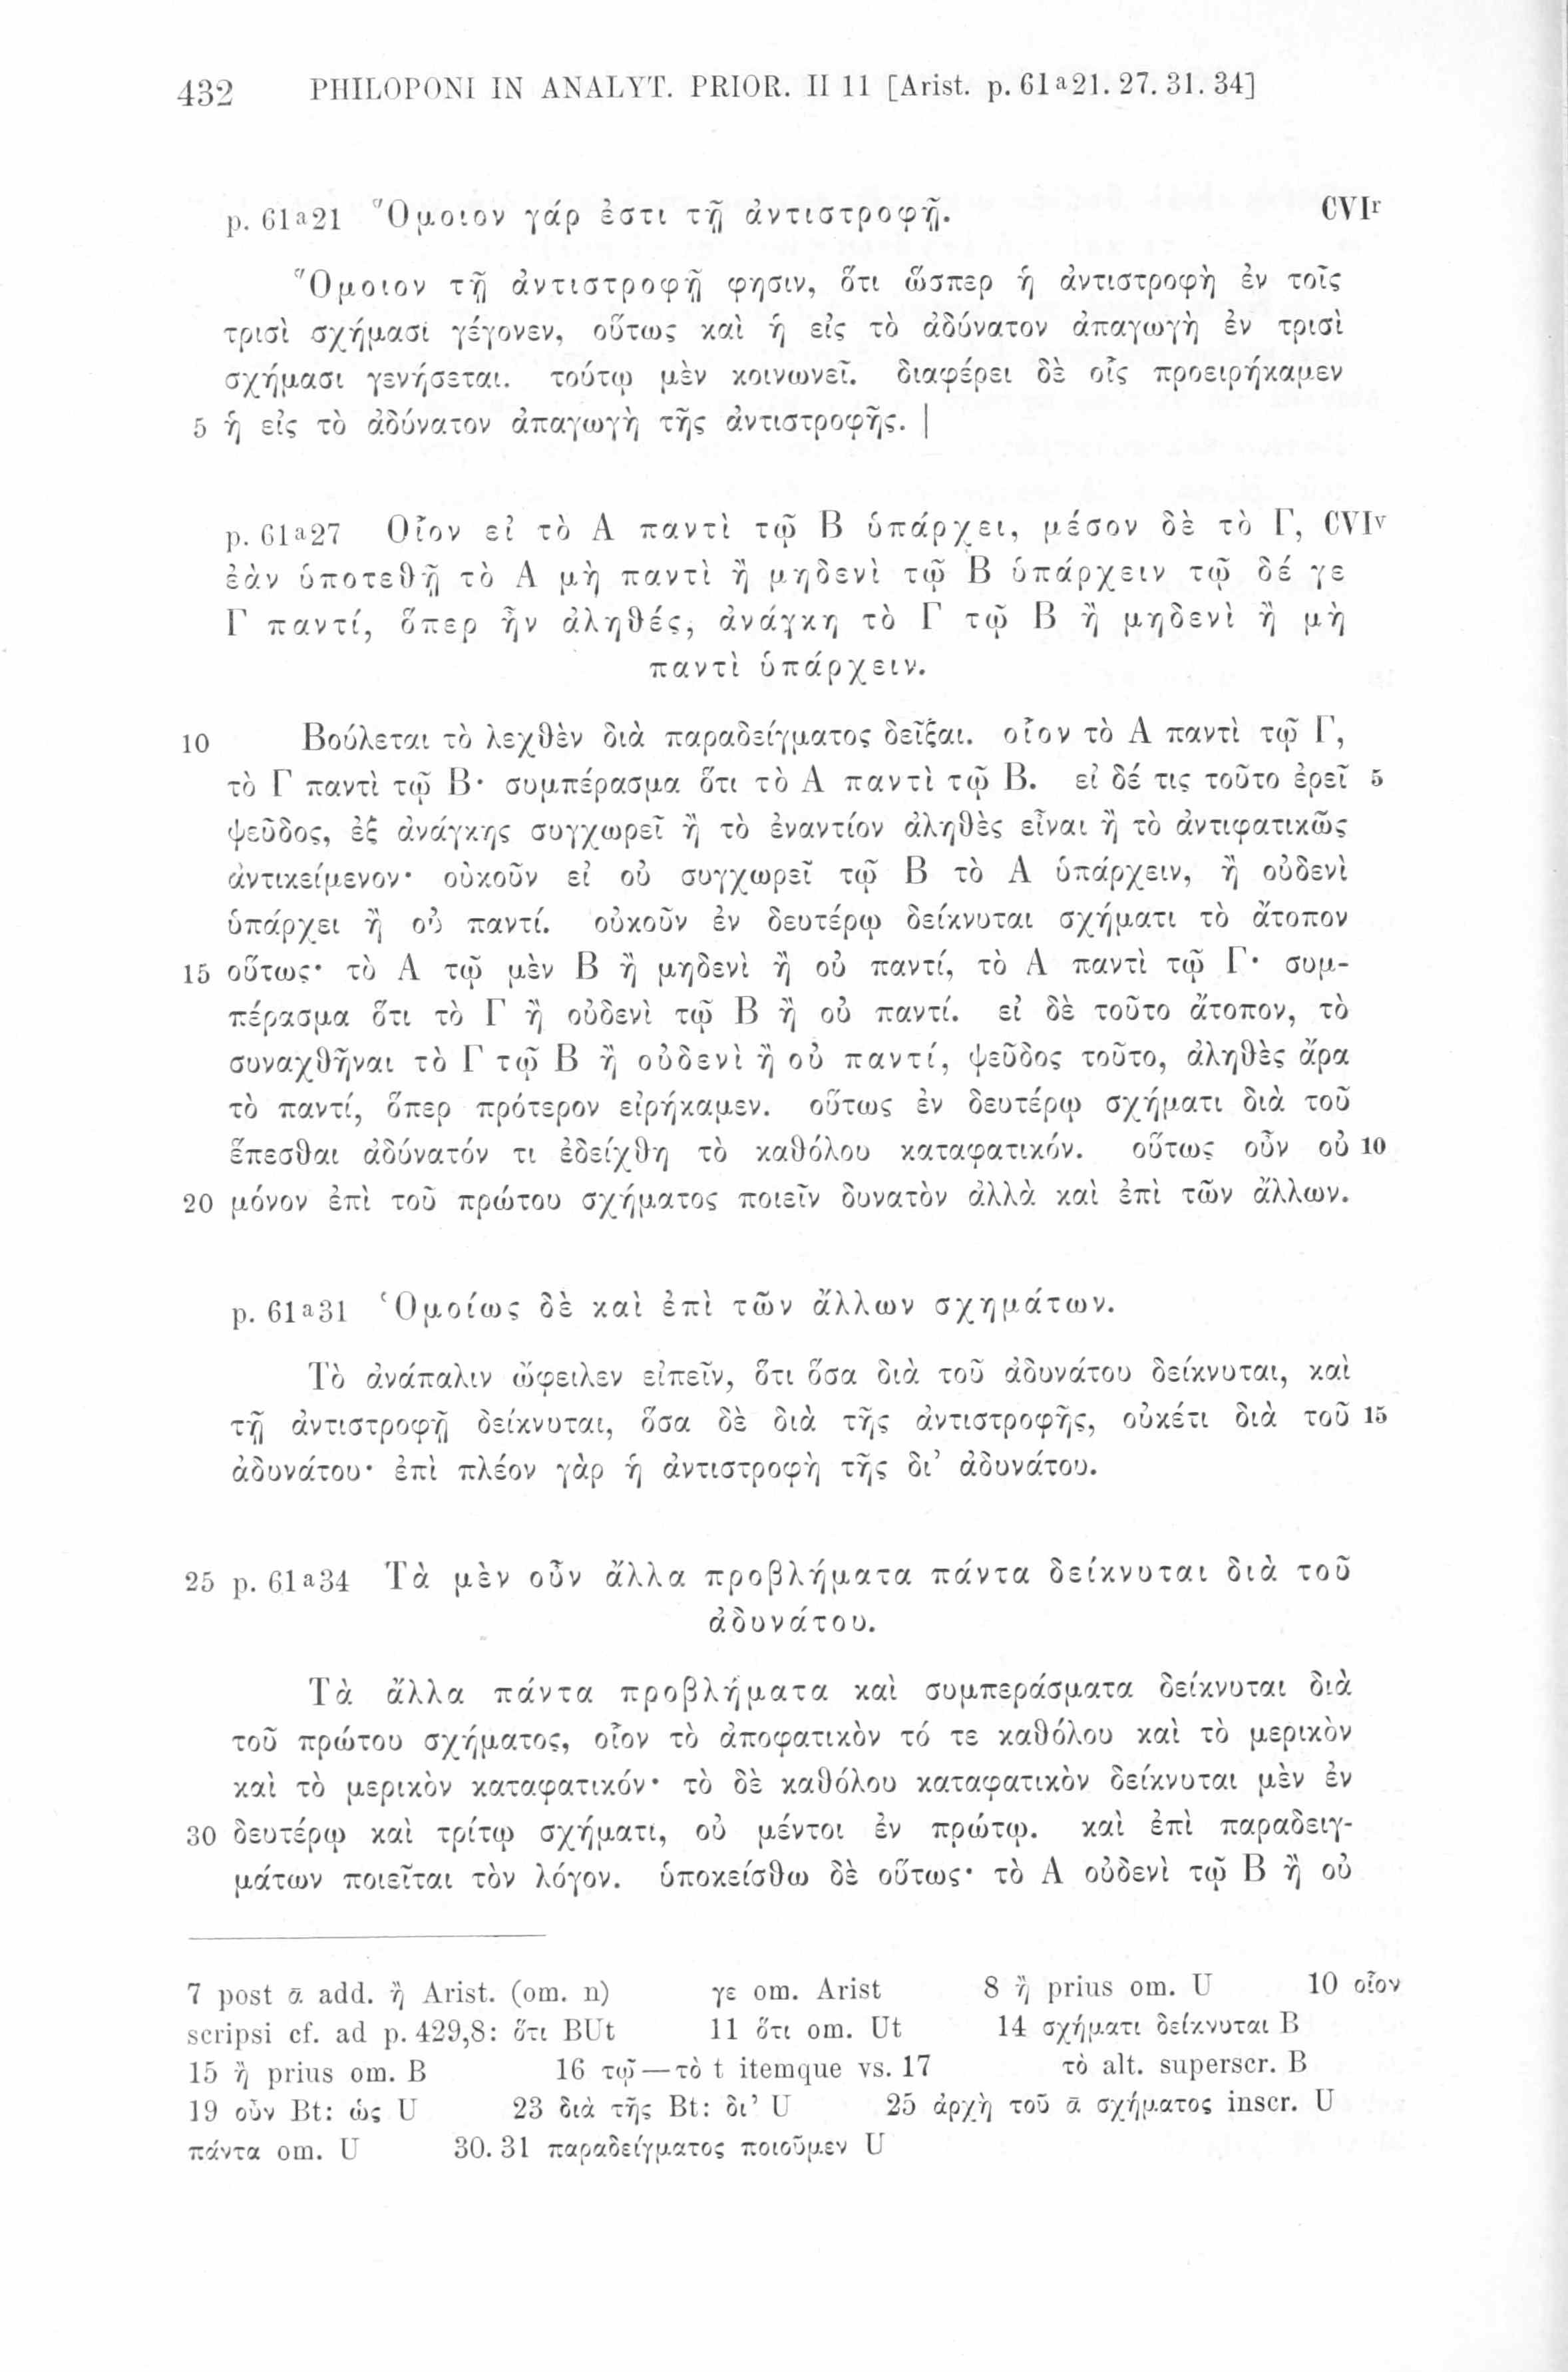 432 PHILOPONI IN ANALYT. PRIOR. II 11 [Arist. p. 61a21. 27. 31. 34]
p. 61a21 Ὅμοιον γάρ ἐστι τῇ ἀντιστροφῇ. CVIr
Ὅμοιον τῇ ἀντιστροφῇ φησιν, ὅτι ὥσπερ ἡ ἀντιστροφὴ ἐν τοῖς
τρισὶ σχήμασί γέγονεν, οὕτως καὶ ἡ εἰς τὸ ἀδύνατον ἀπαγωγὴ ἐν τρισὶ
σχήμασι γενήσεται. τούτῳ μὲν κοινωνεῖ. διαφέρει δὲ οἷς προειρήκαμεν
5 ἡ εἰς τὸ ἀδύνατον ἀπαγωγὴ τῆς ἀντιστροφῆς. |
p. 61a27 Οἷον εἰ τὸ Α παντὶ τῷ Β ὑπάρχει, μέσον δὲ τὸ Γ, CVIv
ἐὰν ὑποτεθῇ τὸ Α μὴ παντὶ ἢ μηδενὶ τῷ Β ὑπάρχειν τῷ δέ γε
Γ παντί, ὅπερ ἦν ἀληθές, ἀνάγκη τὸ Γ τῷ Β ἢ μηδενὶ ἢ μὴ
παντὶ ὑπάρχειν.
10 Βούλεται τὸ λεχθὲν διὰ παραδείγματος δεῖξαι. οἷον τὸ Α παντὶ τῷ Γ,
τὸ Γ παντὶ τῷ Β· συμπέρασμα ὅτι τὸ Α παντὶ τῷ Β. εἰ δέ τις τοῦτο ἐρεῖ 5
ψεῦδος, ἐξ ἀνάγκης συγχωρεῖ ἢ τὸ ἐναντίον ἀληθὲς εἶναι ἢ τὸ ἀντιφατικῶς
ἀντικείμενον· οὐκοῦν εἰ οὐ συγχωρεῖ τῷ Β τὸ Α ὑπάρχειν, ἢ οὐδενὶ
ὑπάρχει ἢ οὐ παντί. οὐκοῦν ἐν δευτέρῳ δείκνυται σχήματι τὸ ἄτοπον
15 οὕτως· τὸ Α τῷ μὲν Β ἢ μηδενὶ ἢ οὐ παντί, τὸ Α παντὶ τῷ Γ· συμ-
πέρασμα ὅτι τὸ Γ ἢ οὐδενὶ τῷ Β ἢ οὐ παντί. εἰ δὲ τοῦτο ἄτοπον, τὸ
συναχθῆναι τὸ Γ τῷ Β ἢ οὐδενὶ ἢ οὐ παντί, ψεῦδος τοῦτο, ἀληθὲς ἄρα
τὸ παντί, ὅπερ πρότερον εἰρήκαμεν. οὕτως ἐν δευτέρῳ σχήματι διὰ τοῦ
ἕπεσθαι ἀδύνατόν τι ἐδείχθη τὸ καθόλου καταφατικόν. οὕτως οὖν οὐ 10
20 μόνον ἐπὶ τοῦ πρώτου σχήματος ποιεῖν δυνατὸν ἀλλὰ καὶ ἐπὶ τῶν ἄλλων.
p. 61a31 Ὁμοίως δὲ καὶ ἐπὶ τῶν ἄλλων σχημάτων.
Τὸ ἀνάπαλιν ὤφειλεν εἰπεῖν, ὅτι ὅσα διὰ τοῦ ἀδυνάτου δείκνυται, καὶ
τῇ ἀντιστροφῇ δείκνυται, ὅσα δὲ διὰ τῆς ἀντιστροφῆς, οὐκέτι διὰ τοῦ 15
ἀδυνάτου· ἐπὶ πλέον γὰρ ἡ ἀντιστροφὴ τῆς δι’ ἀδυνάτου.
25 p. 61a34 Τὰ μὲν οὖν ἄλλα προβλήματα πάντα δείκνυται διὰ τοῦ
ἀδυνάτου.
Τὰ ἄλλα πάντα προβλήματα καὶ συμπεράσματα δείκνυται διὰ
τοῦ πρώτου σχήματος, οἷον τὸ ἀποφατικὸν τό τε καθόλου καὶ τὸ μερικὸν
καὶ τὸ μερικὸν καταφατικόν· τὸ δὲ καθόλου καταφατικὸν δείκνυται μὲν ἐν
30 δευτέρῳ καὶ τρίτῳ σχήματι, οὐ μέντοι ἐν πρώτῳ. καὶ ἐπὶ παραδειγ-
μάτων ποιεῖται τὸν λόγον. ὑποκείσθω δὲ οὕτως· τὸ Α οὐδενὶ τῷ Β ἢ οὐ
7 post ᾱ add. ἢ Arist. (om. n) γε om. Arist 8 ἢ prius om. U 10 οἷον
scripsi cf. ad p. 429,8: ὅτι BUt 11 ὅτι om. Ut 14 σχήματι δείκνυται B
15 ἢ prius om. B 16 τῷ—τὸ t itemque vs. 17 τὸ alt. superscr. B
19 οὖν Bt: ὡς U 23 διὰ τῆς Bt: δι’ U 25 ἀρχὴ τοῦ ᾱ σχήματος inscr. U
πάντα om. U 30. 31 παραδείγματος ποιοῦμεν U